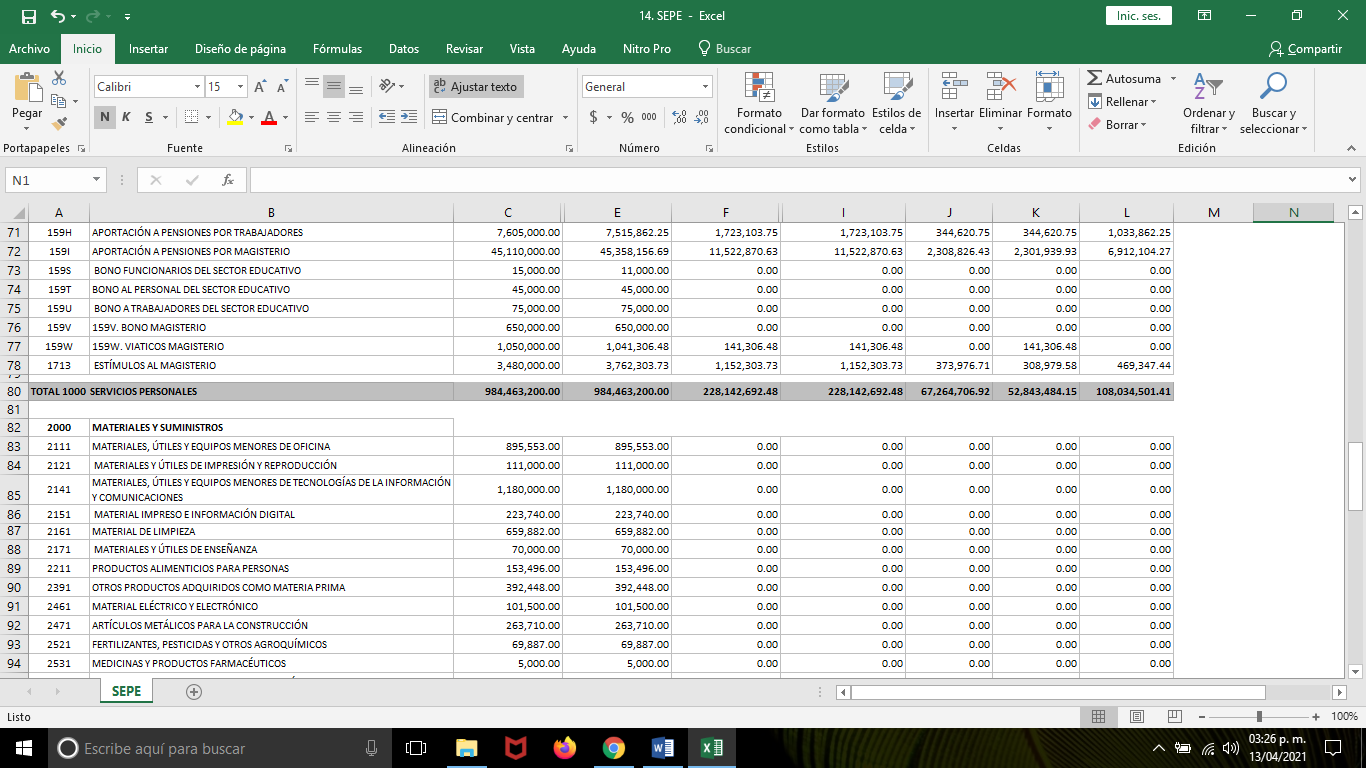 14. SEPE - Excel
Inic. ses.
Archivo Inicio Insertar Diseño de página Fórmulas Datos Revisar Vista Ayuda Nitro Pro Buscar Compartir
Calibri 15 Ajustar texto General Autosuma
Pegar Formato condicional Dar formato como tabla Estilos de celda Insertar Eliminar Formato Rellenar Ordenar y filtrar Buscar y seleccionar
N K S Combinar y centrar $ % 000 Borrar
Portapapeles Fuente Alineación Número Estilos Celdas Edición
N1 fx
A B C E F I J K L M N
71 159H APORTACIÓN A PENSIONES POR TRABAJADORES 7,605,000.00 7,515,862.25 1,723,103.75 1,723,103.75 344,620.75 344,620.75 1,033,862.25
72 159I APORTACIÓN A PENSIONES POR MAGISTERIO 45,110,000.00 45,358,156.69 11,522,870.63 11,522,870.63 2,308,826.43 2,301,939.93 6,912,104.27
73 159S BONO FUNCIONARIOS DEL SECTOR EDUCATIVO 15,000.00 11,000.00 0.00 0.00 0.00 0.00 0.00
74 159T BONO AL PERSONAL DEL SECTOR EDUCATIVO 45,000.00 45,000.00 0.00 0.00 0.00 0.00 0.00
75 159U BONO A TRABAJADORES DEL SECTOR EDUCATIVO 75,000.00 75,000.00 0.00 0.00 0.00 0.00 0.00
76 159V 159V. BONO MAGISTERIO 650,000.00 650,000.00 0.00 0.00 0.00 0.00 0.00
77 159W 159W. VIATICOS MAGISTERIO 1,050,000.00 1,041,306.48 141,306.48 141,306.48 0.00 141,306.48 0.00
78 1713 ESTÍMULOS AL MAGISTERIO 3,480,000.00 3,762,303.73 1,152,303.73 1,152,303.73 373,976.71 308,979.58 469,347.44
80 TOTAL 1000 SERVICIOS PERSONALES 984,463,200.00 984,463,200.00 228,142,692.48 228,142,692.48 67,264,706.92 52,843,484.15 108,034,501.41
81
82 2000 MATERIALES Y SUMINISTROS
83 2111 MATERIALES, ÚTILES Y EQUIPOS MENORES DE OFICINA 895,553.00 895,553.00 0.00 0.00 0.00 0.00 0.00
84 2121 MATERIALES Y ÚTILES DE IMPRESIÓN Y REPRODUCCIÓN 111,000.00 111,000.00 0.00 0.00 0.00 0.00 0.00
85 2141 MATERIALES, ÚTILES Y EQUIPOS MENORES DE TECNOLOGÍAS DE LA INFORMACIÓN Y COMUNICACIONES 1,180,000.00 1,180,000.00 0.00 0.00 0.00 0.00 0.00
86 2151 MATERIAL IMPRESO E INFORMACIÓN DIGITAL 223,740.00 223,740.00 0.00 0.00 0.00 0.00 0.00
87 2161 MATERIAL DE LIMPIEZA 659,882.00 659,882.00 0.00 0.00 0.00 0.00 0.00
88 2171 MATERIALES Y ÚTILES DE ENSEÑANZA 70,000.00 70,000.00 0.00 0.00 0.00 0.00 0.00
89 2211 PRODUCTOS ALIMENTICIOS PARA PERSONAS 153,496.00 153,496.00 0.00 0.00 0.00 0.00 0.00
90 2391 OTROS PRODUCTOS ADQUIRIDOS COMO MATERIA PRIMA 392,448.00 392,448.00 0.00 0.00 0.00 0.00 0.00
91 2461 MATERIAL ELÉCTRICO Y ELECTRÓNICO 101,500.00 101,500.00 0.00 0.00 0.00 0.00 0.00
92 2471 ARTÍCULOS METÁLICOS PARA LA CONSTRUCCIÓN 263,710.00 263,710.00 0.00 0.00 0.00 0.00 0.00
93 2521 FERTILIZANTES, PESTICIDAS Y OTROS AGROQUÍMICOS 69,887.00 69,887.00 0.00 0.00 0.00 0.00 0.00
94 2531 MEDICINAS Y PRODUCTOS FARMACÉUTICOS 5,000.00 5,000.00 0.00 0.00 0.00 0.00 0.00
SEPE
Listo 100%
Escribe aquí para buscar
03:26 p. m.
13/04/2021